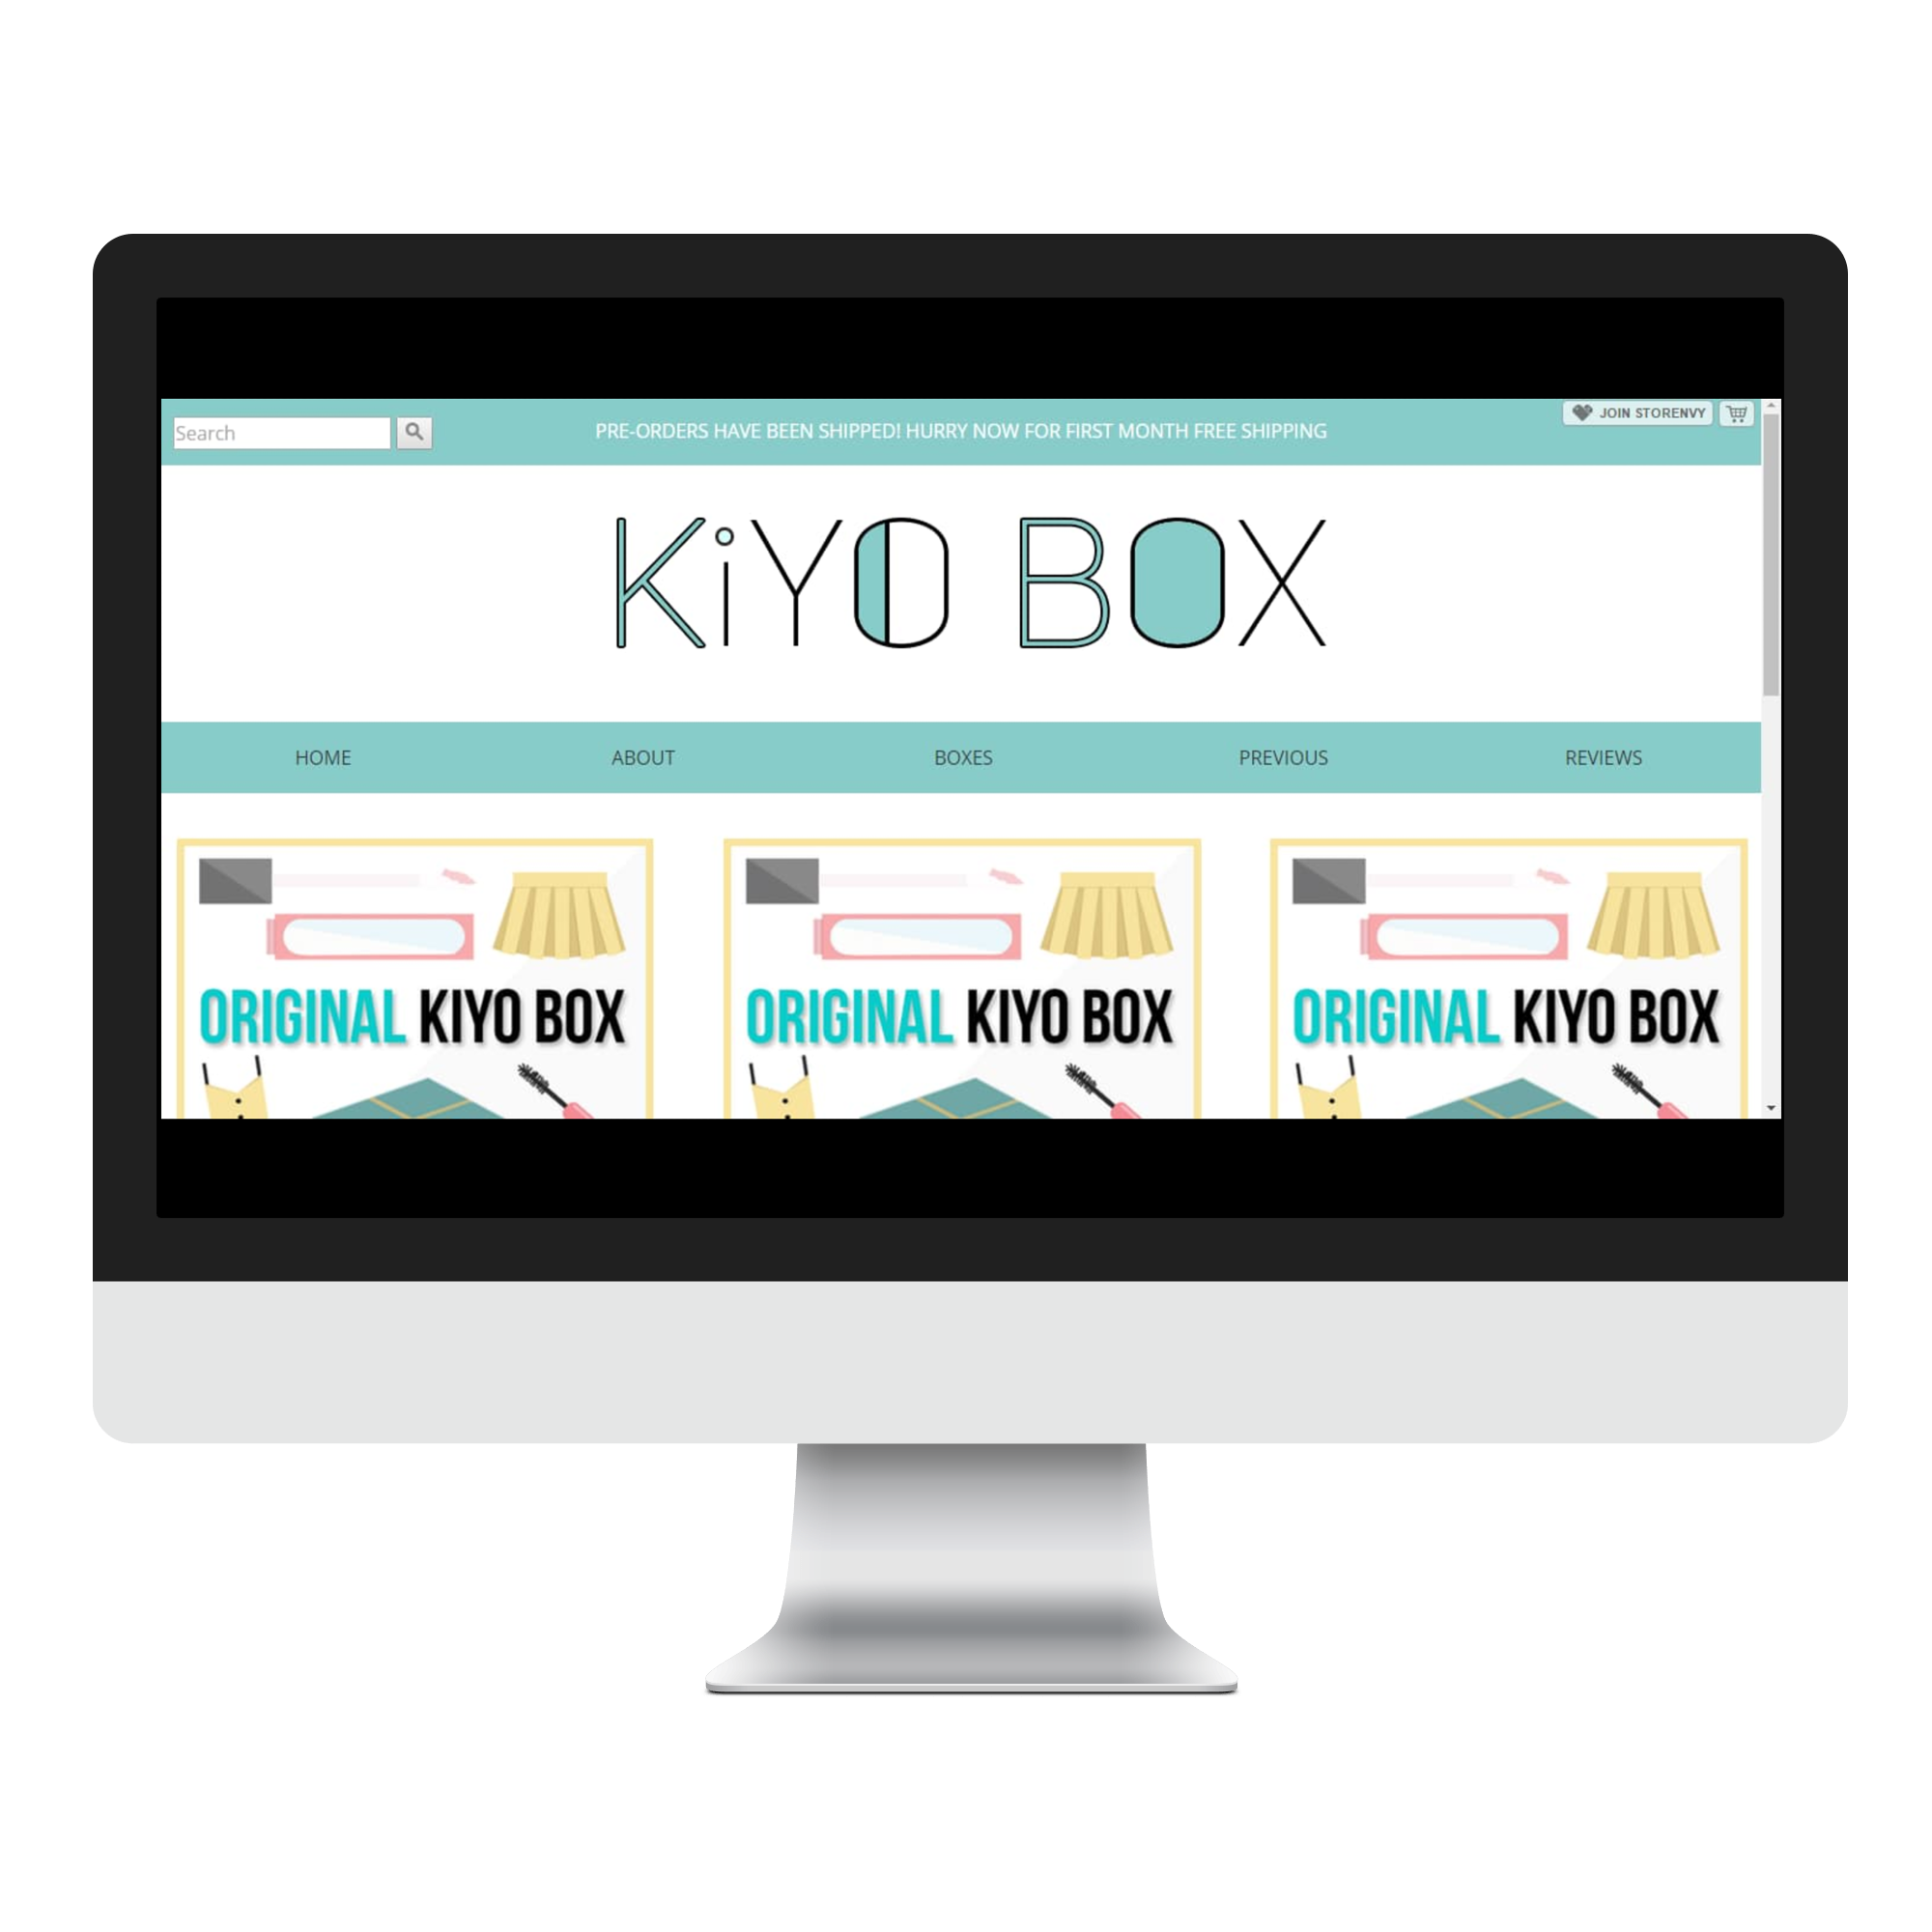 Search
PRE-ORDERS HAVE BEEN SHIPPED! HURRY NOW FOR FIRST MONTH FREE SHIPPING
JOIN STORENVY
KiYO BOX
HOME ABOUT BOXES PREVIOUS REVIEWS
ORIGINAL KIYO BOX
ORIGINAL KIYO BOX
ORIGINAL KIYO BOX